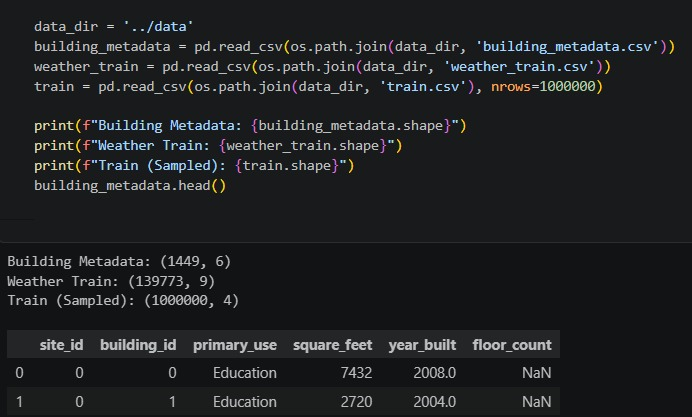 data_dir = '../data'
building_metadata = pd.read_csv(os.path.join(data_dir, 'building_metadata.csv'))
weather_train = pd.read_csv(os.path.join(data_dir, 'weather_train.csv'))
train = pd.read_csv(os.path.join(data_dir, 'train.csv'), nrows=1000000)
print(f"Building Metadata: {building_metadata.shape}")
print(f"Weather Train: {weather_train.shape}")
print(f"Train (Sampled): {train.shape}")
building_metadata.head()
Building Metadata: (1449, 6)
Weather Train: (139773, 9)
Train (Sampled): (1000000, 4)
site_id building_id primary_use square_feet year_built floor_count
0 0 0 Education 7432 2008.0 NaN
1 0 1 Education 2720 2004.0 NaN